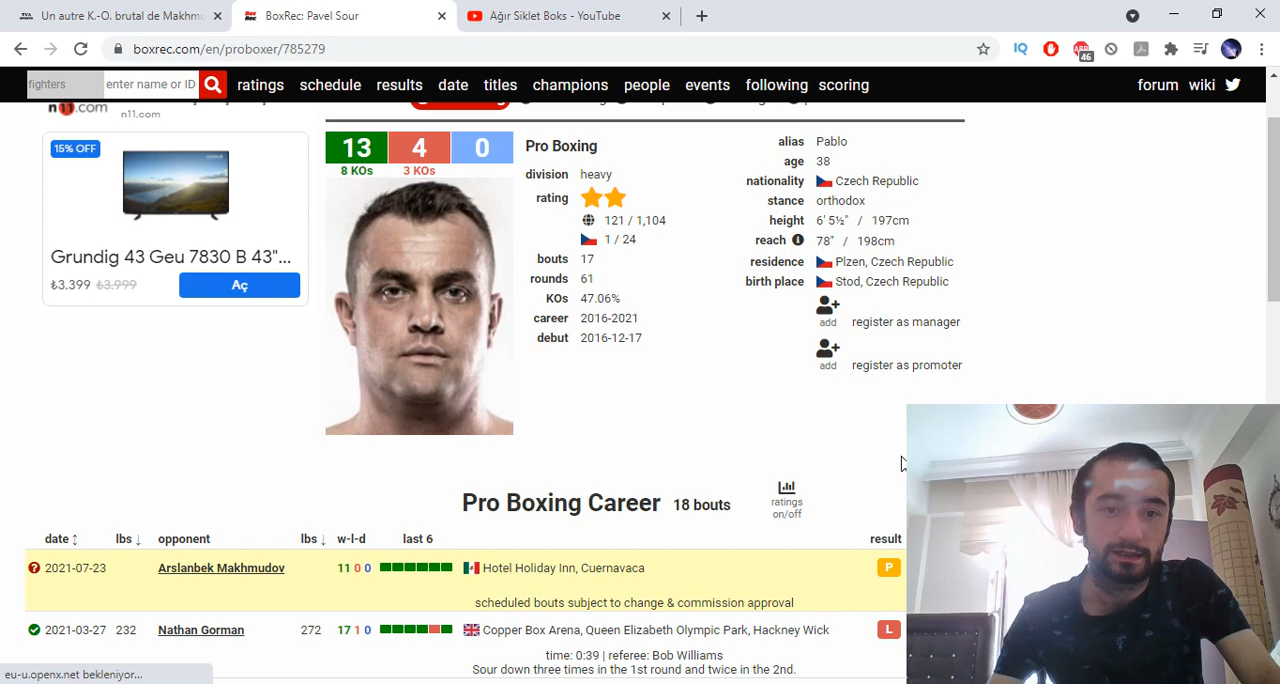 Un autre K.-O. brutal de Makhmu
BoxRec: Pavel Sour
Ağır Siklet Boks - YouTube
boxrec.com/en/proboxer/785279
IQ
ABP
46
fighters
enter name or ID
ratings
schedule
results
date
titles
champions
people
events
following
scoring
forum
wiki
n11.com
n11.com
15% OFF
Grundig 43 Geu 7830 B 43"...
₺3.399 ₺3.999
Aç
13
4
0
8 KOs
3 KOs
Pro Boxing
division heavy
rating
121 / 1,104
1 / 24
bouts 17
rounds 61
KOs 47.06%
career 2016-2021
debut 2016-12-17
alias Pablo
age 38
nationality Czech Republic
stance orthodox
height 6′ 5½″ / 197cm
reach 78″ / 198cm
residence Plzen, Czech Republic
birth place Stod, Czech Republic
add register as manager
add register as promoter
Pro Boxing Career 18 bouts
ratings
on/off
date lbs opponent lbs w-l-d last 6 result
2021-07-23 Arslanbek Makhmudov 11 0 0 Hotel Holiday Inn, Cuernavaca P
scheduled bouts subject to change & commission approval
2021-03-27 232 Nathan Gorman 272 17 1 0 Copper Box Arena, Queen Elizabeth Olympic Park, Hackney Wick L
time: 0:39 | referee: Bob Williams
Sour down three times in the 1st round and twice in the 2nd.
eu-u.openx.net bekleniyor...